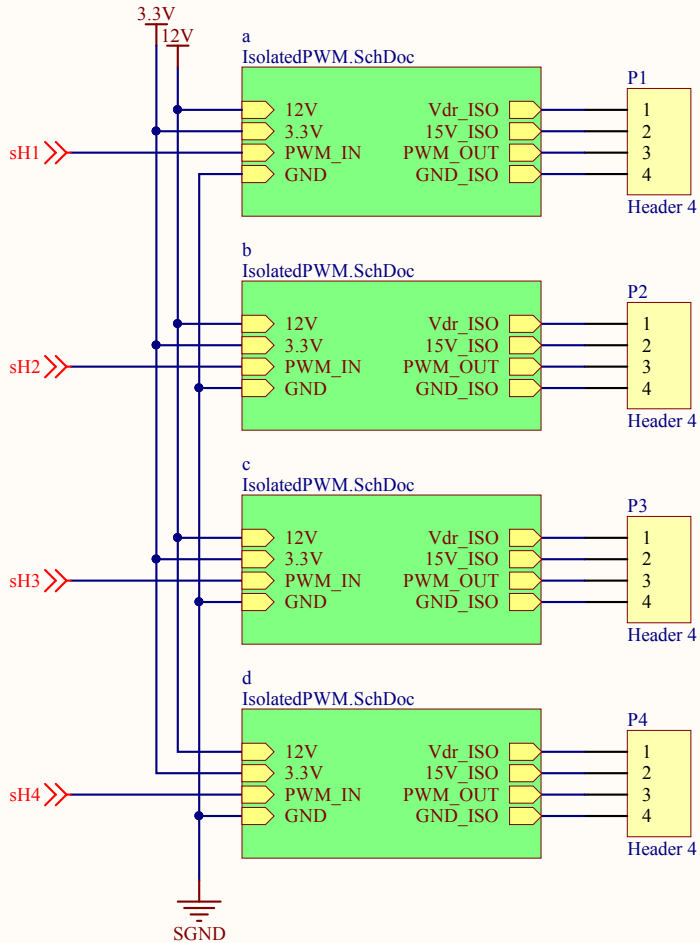 3.3V
12V
a
IsolatedPWM.SchDoc
12V
3.3V
PWM_IN
GND
Vdr_ISO
15V_ISO
PWM_OUT
GND_ISO
sH1
P1
1
2
3
4
Header 4
b
IsolatedPWM.SchDoc
12V
3.3V
PWM_IN
GND
Vdr_ISO
15V_ISO
PWM_OUT
GND_ISO
sH2
P2
1
2
3
4
Header 4
c
IsolatedPWM.SchDoc
12V
3.3V
PWM_IN
GND
Vdr_ISO
15V_ISO
PWM_OUT
GND_ISO
sH3
P3
1
2
3
4
Header 4
d
IsolatedPWM.SchDoc
12V
3.3V
PWM_IN
GND
Vdr_ISO
15V_ISO
PWM_OUT
GND_ISO
sH4
P4
1
2
3
4
Header 4
SGND